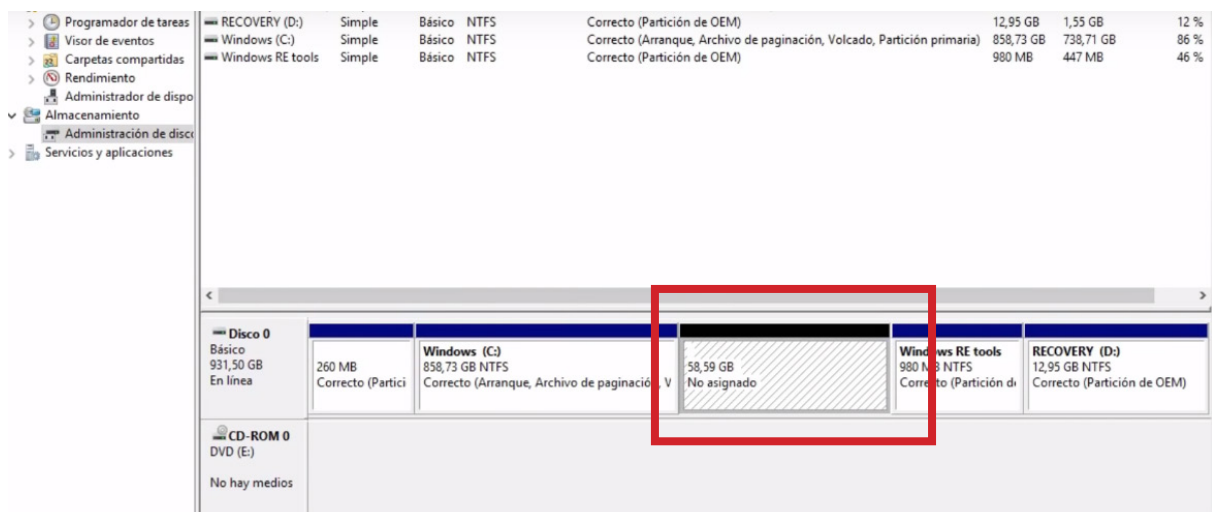 Programador de tareas
Visor de eventos
Carpetas compartidas
Rendimiento
Administrador de dispo
Almacenamiento
Administración de disco
Servicios y aplicaciones
RECOVERY (D:) Simple Básico NTFS Correcto (Partición de OEM) 12,95 GB 1,55 GB 12 %
Windows (C:) Simple Básico NTFS Correcto (Arranque, Archivo de paginación, Volcado, Partición primaria) 858,73 GB 738,71 GB 86 %
Windows RE tools Simple Básico NTFS Correcto (Partición de OEM) 980 MB 447 MB 46 %
Disco 0
Básico
931,50 GB
En línea
260 MB
Correcto (Partici
Windows (C:)
858,73 GB NTFS
Correcto (Arranque, Archivo de paginación, V
58,59 GB
No asignado
Windows RE tools
980 MB NTFS
Correcto (Partición de
RECOVERY (D:)
12,95 GB NTFS
Correcto (Partición de OEM)
CD-ROM 0
DVD (E:)
No hay medios